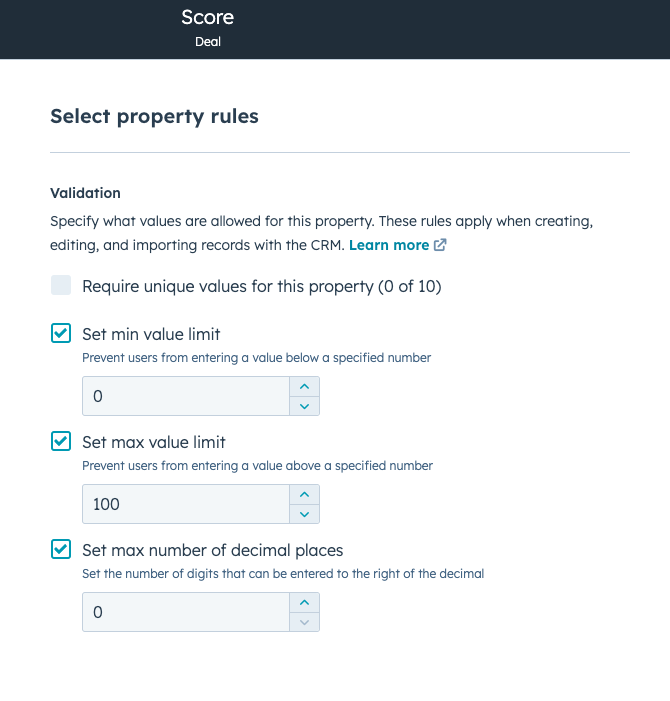 Score
Deal
Select property rules
Validation
Specify what values are allowed for this property. These rules apply when creating,
editing, and importing records with the CRM. Learn more
Require unique values for this property (0 of 10)
Set min value limit
Prevent users from entering a value below a specified number
0
Set max value limit
Prevent users from entering a value above a specified number
100
Set max number of decimal places
Set the number of digits that can be entered to the right of the decimal
0